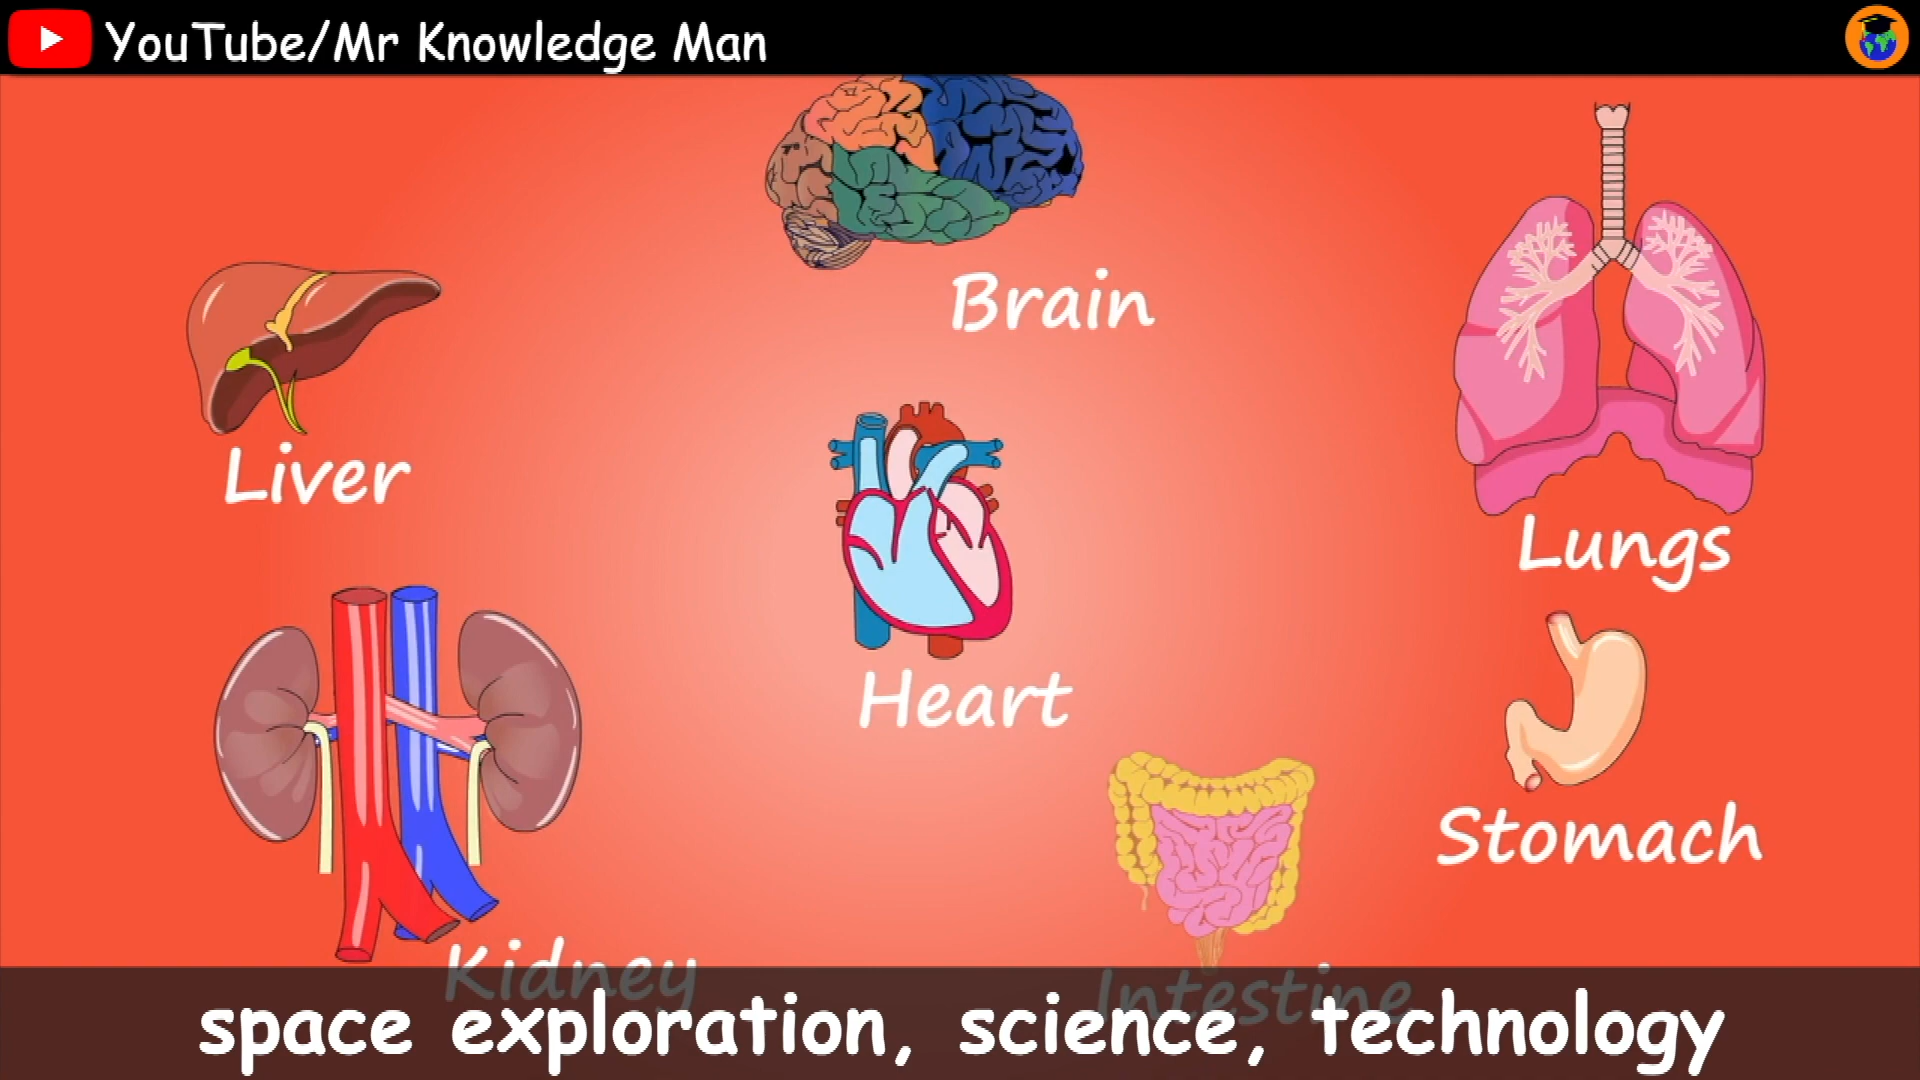 YouTube/Mr Knowledge Man
Brain
Liver
Lungs
Heart
Stomach
Kidney
Intestine
space exploration, science, technology